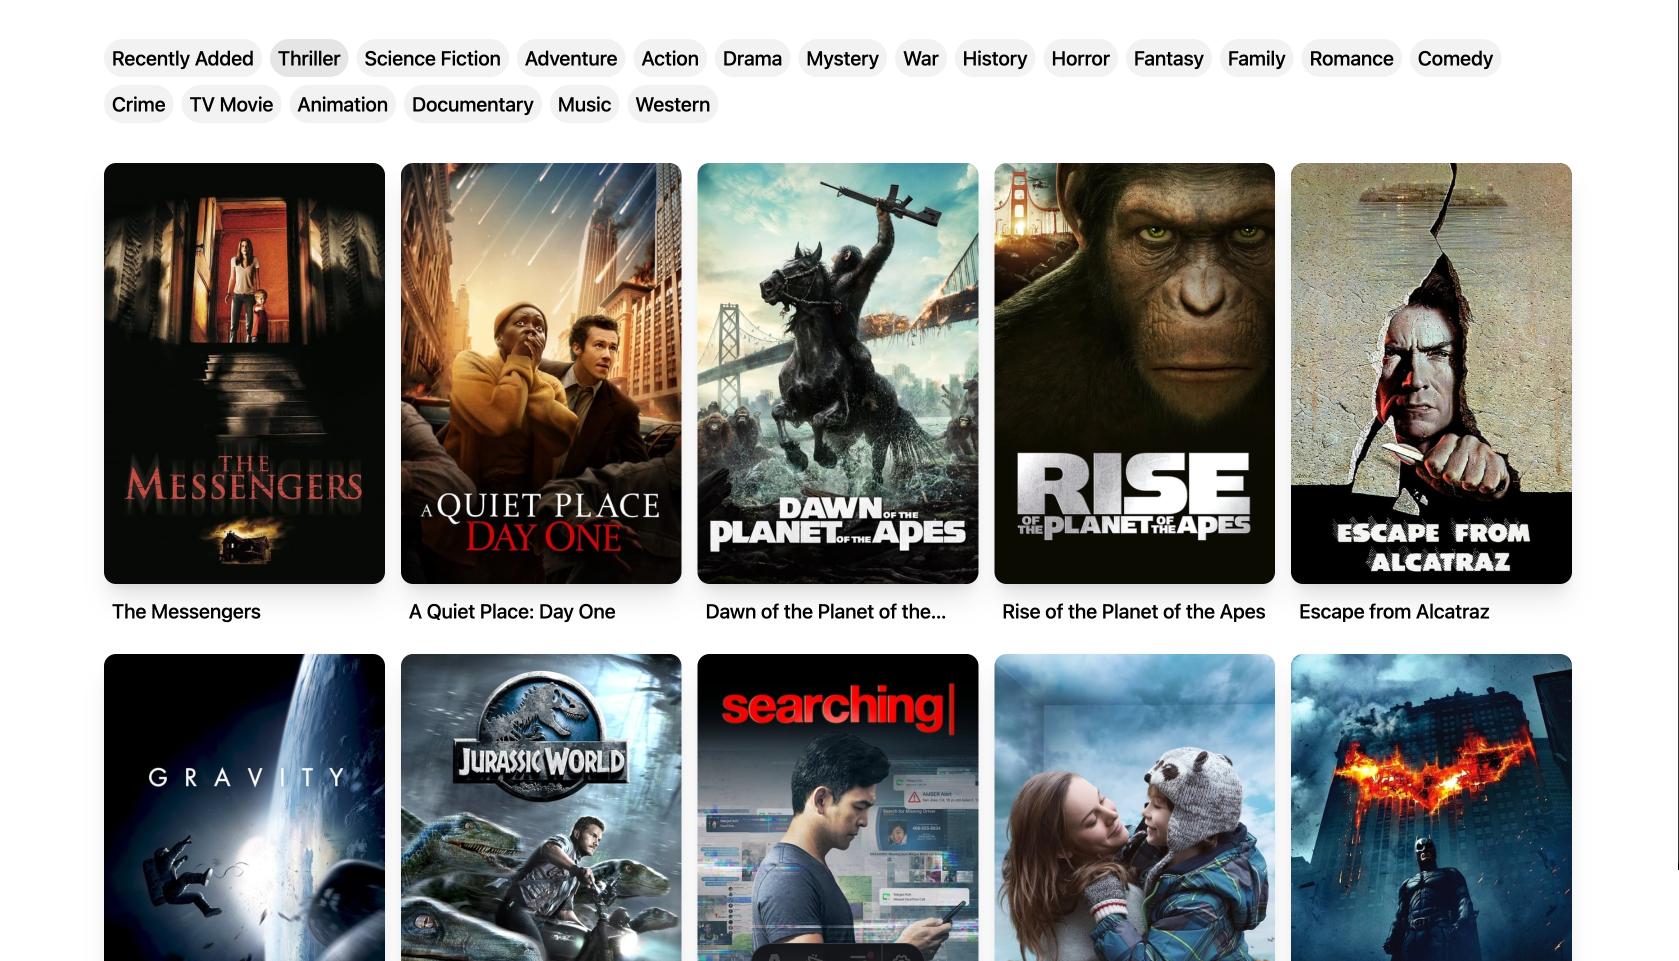 Recently Added Thriller Science Fiction Adventure Action Drama Mystery War History Horror Fantasy Family Romance Comedy
Crime TV Movie Animation Documentary Music Western
THE
MESSENGERS
A QUIET PLACE
DAY ONE
DAWN OF THE
PLANET OF THE APES
RISE
OF THE PLANET OF THE APES
ESCAPE FROM
ALCATRAZ
The Messengers
A Quiet Place: Day One
Dawn of the Planet of the...
Rise of the Planet of the Apes
Escape from Alcatraz
GRAVITY
JURASSIC WORLD
searching
AMBER Alert